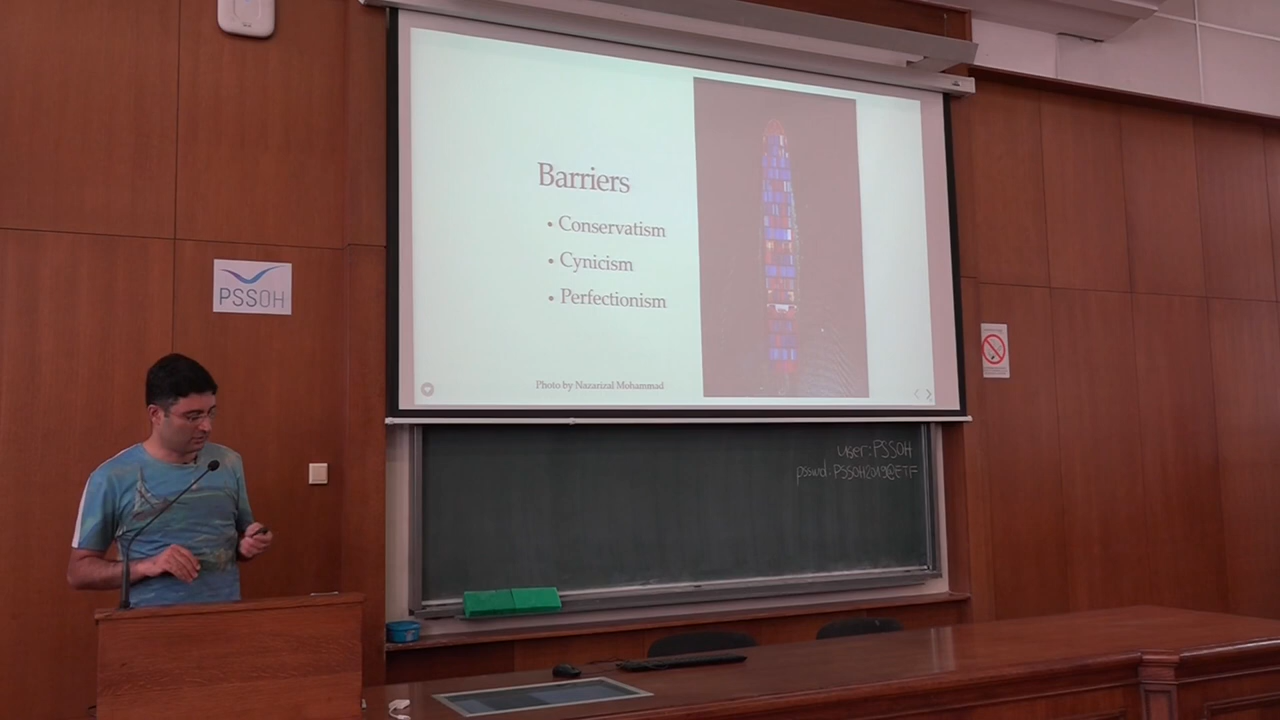 Barriers
• Conservatism
• Cynicism
• Perfectionism
Photo by Nazarizal Mohammad
PSSOH
user: PSSOH
psswd: PSSOH2019@ETF